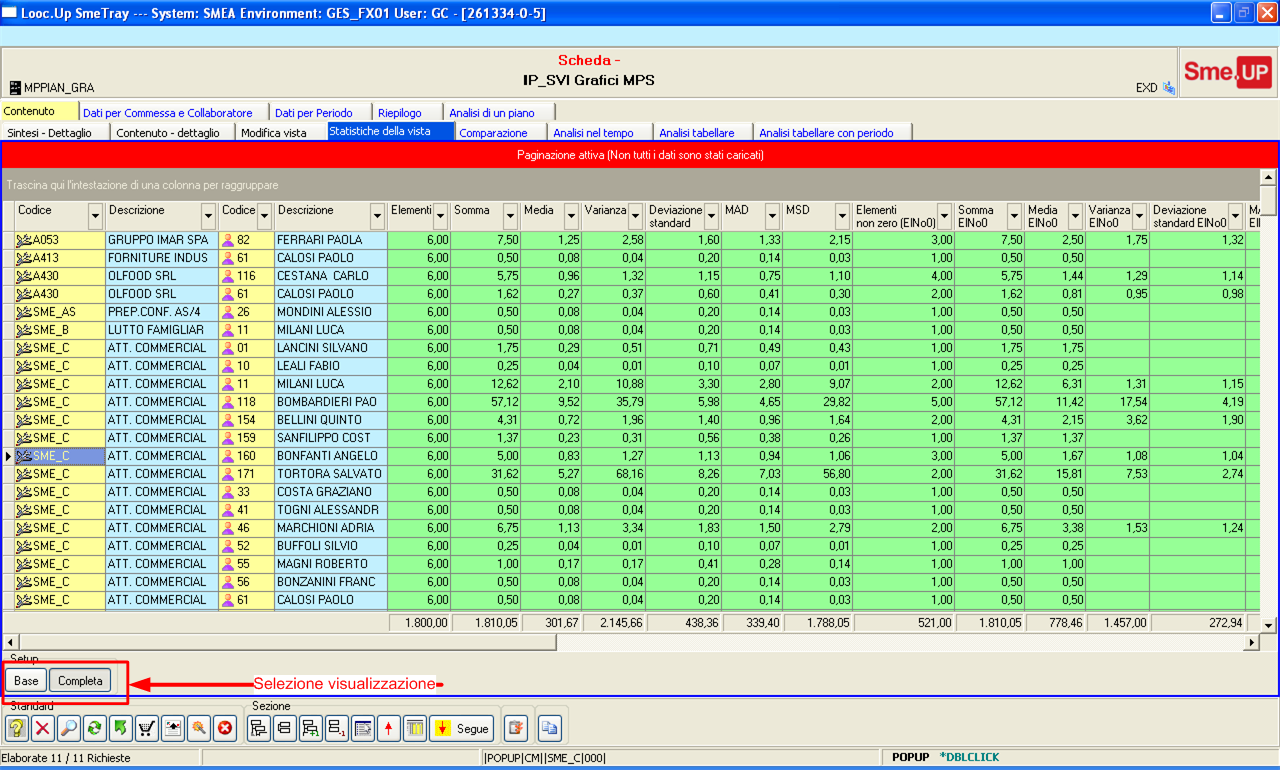 Looc.Up SmeTray --- System: SMEA Environment: GES_FX01 User: GC - [261334-0-5]
Scheda -
IP_SVI Grafici MPS
MPPIAN_GRA
EXD
Sme.UP
Contenuto Dati per Commessa e Collaboratore Dati per Periodo Riepilogo Analisi di un piano
Sintesi - Dettaglio Contenuto - dettaglio Modifica vista Statistiche della vista Comparazione Analisi nel tempo Analisi tabellare Analisi tabellare con periodo
Paginazione attiva (Non tutti i dati sono stati caricati)
Trascina qui l'intestazione di una colonna per raggruppare
Codice Descrizione Codice Descrizione Elementi Somma Media Varianza Deviazione standard MAD MSD Elementi non zero (ElNo0) Somma ElNo0 Media ElNo0 Varianza ElNo0 Deviazione standard ElNo0
A053 GRUPPO IMAR SPA 82 FERRARI PAOLA 6,00 7,50 1,25 2,58 1,60 1,33 2,15 3,00 7,50 2,50 1,75 1,32
A413 FORNITURE INDUS 61 CALOSI PAOLO 6,00 0,50 0,08 0,04 0,20 0,14 0,03 1,00 0,50 0,50
A430 OLFOOD SRL 116 CESTANA CARLO 6,00 5,75 0,96 1,32 1,15 0,75 1,10 4,00 5,75 1,44 1,29 1,14
A430 OLFOOD SRL 61 CALOSI PAOLO 6,00 1,62 0,27 0,37 0,60 0,41 0,30 2,00 1,62 0,81 0,95 0,98
SME_AS PREP.CONF. AS/4 26 MONDINI ALESSIO 6,00 0,50 0,08 0,04 0,20 0,14 0,03 1,00 0,50 0,50
SME_B LUTTO FAMIGLIAR 11 MILANI LUCA 6,00 0,50 0,08 0,04 0,20 0,14 0,03 1,00 0,50 0,50
SME_C ATT. COMMERCIAL 01 LANCINI SILVANO 6,00 1,75 0,29 0,51 0,71 0,49 0,43 1,00 1,75 1,75
SME_C ATT. COMMERCIAL 10 LEALI FABIO 6,00 0,25 0,04 0,01 0,10 0,07 0,01 1,00 0,25 0,25
SME_C ATT. COMMERCIAL 11 MILANI LUCA 6,00 12,62 2,10 10,88 3,30 2,80 9,07 2,00 12,62 6,31 1,31 1,15
SME_C ATT. COMMERCIAL 118 BOMBARDIERI PAO 6,00 57,12 9,52 35,79 5,98 4,65 29,82 5,00 57,12 11,42 17,54 4,19
SME_C ATT. COMMERCIAL 154 BELLINI QUINTO 6,00 4,31 0,72 1,96 1,40 0,96 1,64 2,00 4,31 2,15 3,62 1,90
SME_C ATT. COMMERCIAL 159 SANFILIPPO COST 6,00 1,37 0,23 0,31 0,56 0,38 0,26 1,00 1,37 1,37
SME_C ATT. COMMERCIAL 160 BONFANTI ANGELO 6,00 5,00 0,83 1,27 1,13 0,94 1,06 3,00 5,00 1,67 1,08 1,04
SME_C ATT. COMMERCIAL 171 TORTORA SALVATO 6,00 31,62 5,27 68,16 8,26 7,03 56,80 2,00 31,62 15,81 7,53 2,74
SME_C ATT. COMMERCIAL 33 COSTA GRAZIANO 6,00 0,50 0,08 0,04 0,20 0,14 0,03 1,00 0,50 0,50
SME_C ATT. COMMERCIAL 41 TOGNI ALESSANDR 6,00 0,50 0,08 0,04 0,20 0,14 0,03 1,00 0,50 0,50
SME_C ATT. COMMERCIAL 46 MARCHIONI ADRIA 6,00 6,75 1,13 3,34 1,83 1,50 2,79 2,00 6,75 3,38 1,53 1,24
SME_C ATT. COMMERCIAL 52 BUFFOLI SILVIO 6,00 0,25 0,04 0,01 0,10 0,07 0,01 1,00 0,25 0,25
SME_C ATT. COMMERCIAL 55 MAGNI ROBERTO 6,00 1,00 0,17 0,17 0,41 0,28 0,14 1,00 1,00 1,00
SME_C ATT. COMMERCIAL 56 BONZANINI FRANC 6,00 0,50 0,08 0,04 0,20 0,14 0,03 1,00 0,50 0,50
SME_C ATT. COMMERCIAL 61 CALOSI PAOLO 6,00 0,50 0,08 0,04 0,20 0,14 0,03 1,00 0,50 0,50
1.800,00 1.810,05 301,67 2.145,66 438,36 339,40 1.788,05 521,00 1.810,05 778,46 1.457,00 272,94
Setup
Base Completa
Selezione visualizzazione
Standard Sezione
Segue
Elaborate 11 / 11 Richieste |POPUP|CM||SME_C|000| POPUP *DBLCLICK